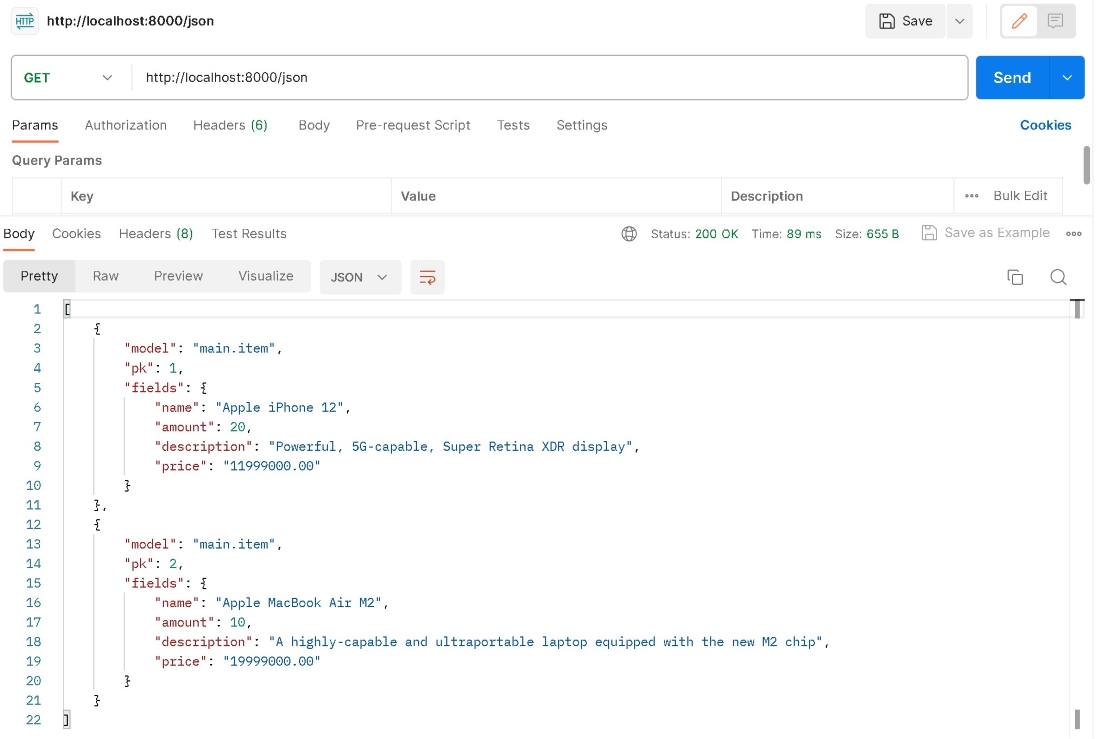 HTTP http://localhost:8000/json Save
GET http://localhost:8000/json Send
Params Authorization Headers (6) Body Pre-request Script Tests Settings Cookies
Query Params
Key Value Description ••• Bulk Edit
Body Cookies Headers (8) Test Results Status: 200 OK Time: 89 ms Size: 655 B Save as Example
Pretty Raw Preview Visualize JSON
1 [
2 {
3 "model": "main.item",
4 "pk": 1,
5 "fields": {
6 "name": "Apple iPhone 12",
7 "amount": 20,
8 "description": "Powerful, 5G-capable, Super Retina XDR display",
9 "price": "11999000.00"
10 }
11 },
12 {
13 "model": "main.item",
14 "pk": 2,
15 "fields": {
16 "name": "Apple MacBook Air M2",
17 "amount": 10,
18 "description": "A highly-capable and ultraportable laptop equipped with the new M2 chip",
19 "price": "19999000.00"
20 }
21 }
22 ]